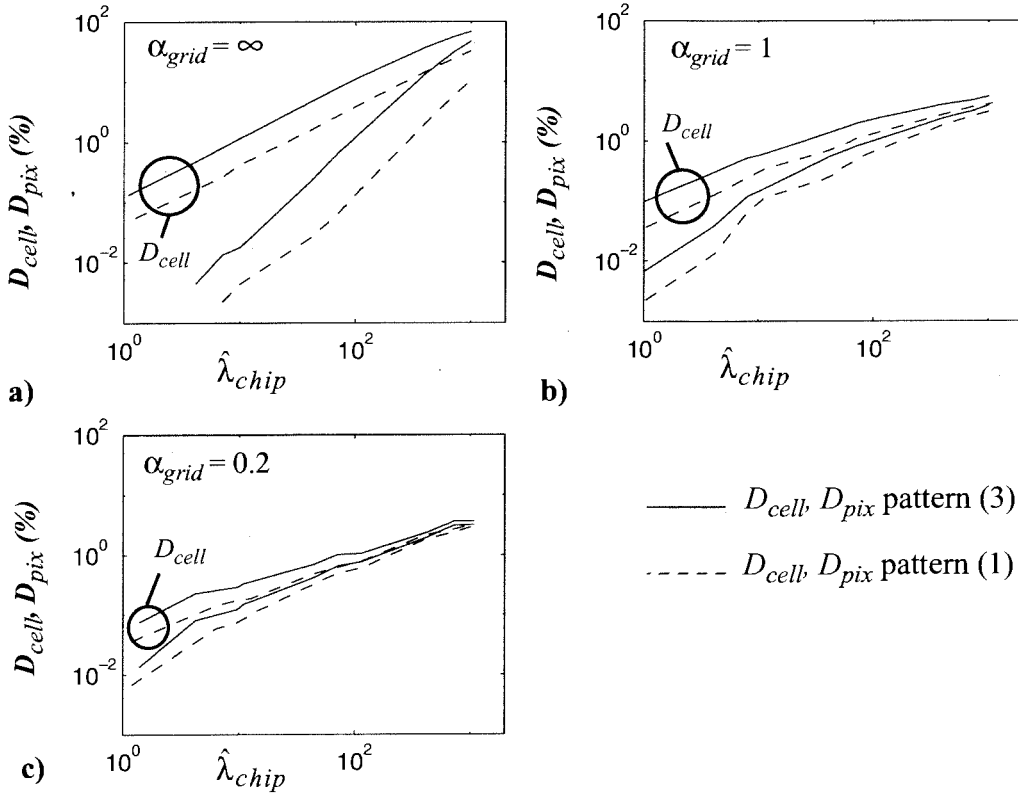 α_grid = ∞
D_cell, D_pix (%)
10^2
10^0
10^-2
D_cell
10^0
10^2
λ̂_chip
a)
α_grid = 1
D_cell, D_pix (%)
10^2
10^0
10^-2
D_cell
10^0
10^2
λ̂_chip
b)
α_grid = 0.2
D_cell, D_pix (%)
10^2
10^0
10^-2
D_cell
10^0
10^2
λ̂_chip
c)
D_cell, D_pix pattern (3)
D_cell, D_pix pattern (1)